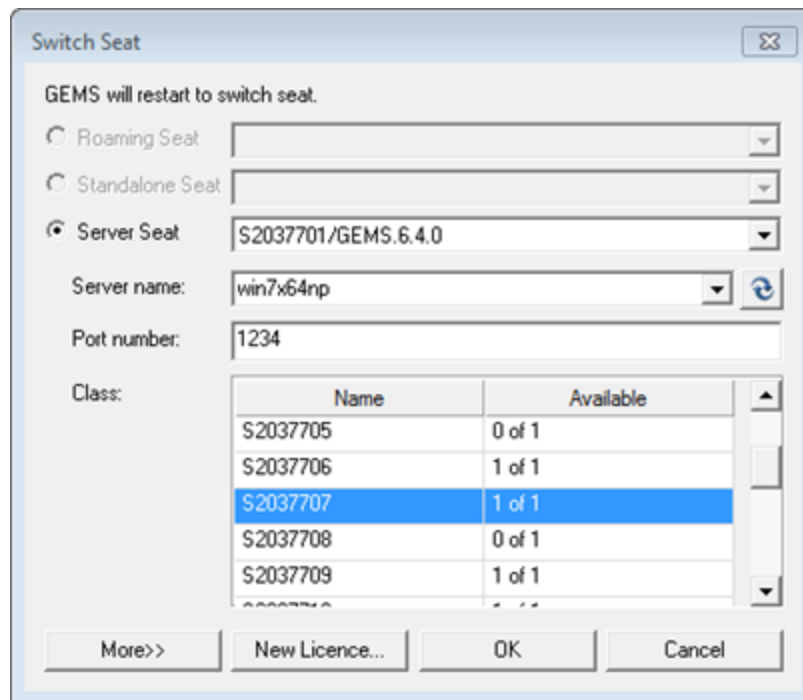 Switch Seat
GEMS will restart to switch seat.
Roaming Seat
Standalone Seat
Server Seat S2037701/GEMS.6.4.0
Server name: win7x64np
Port number: 1234
Class: Name Available
S2037705 0 of 1
S2037706 1 of 1
S2037707 1 of 1
S2037708 0 of 1
S2037709 1 of 1
More>> New Licence... OK Cancel